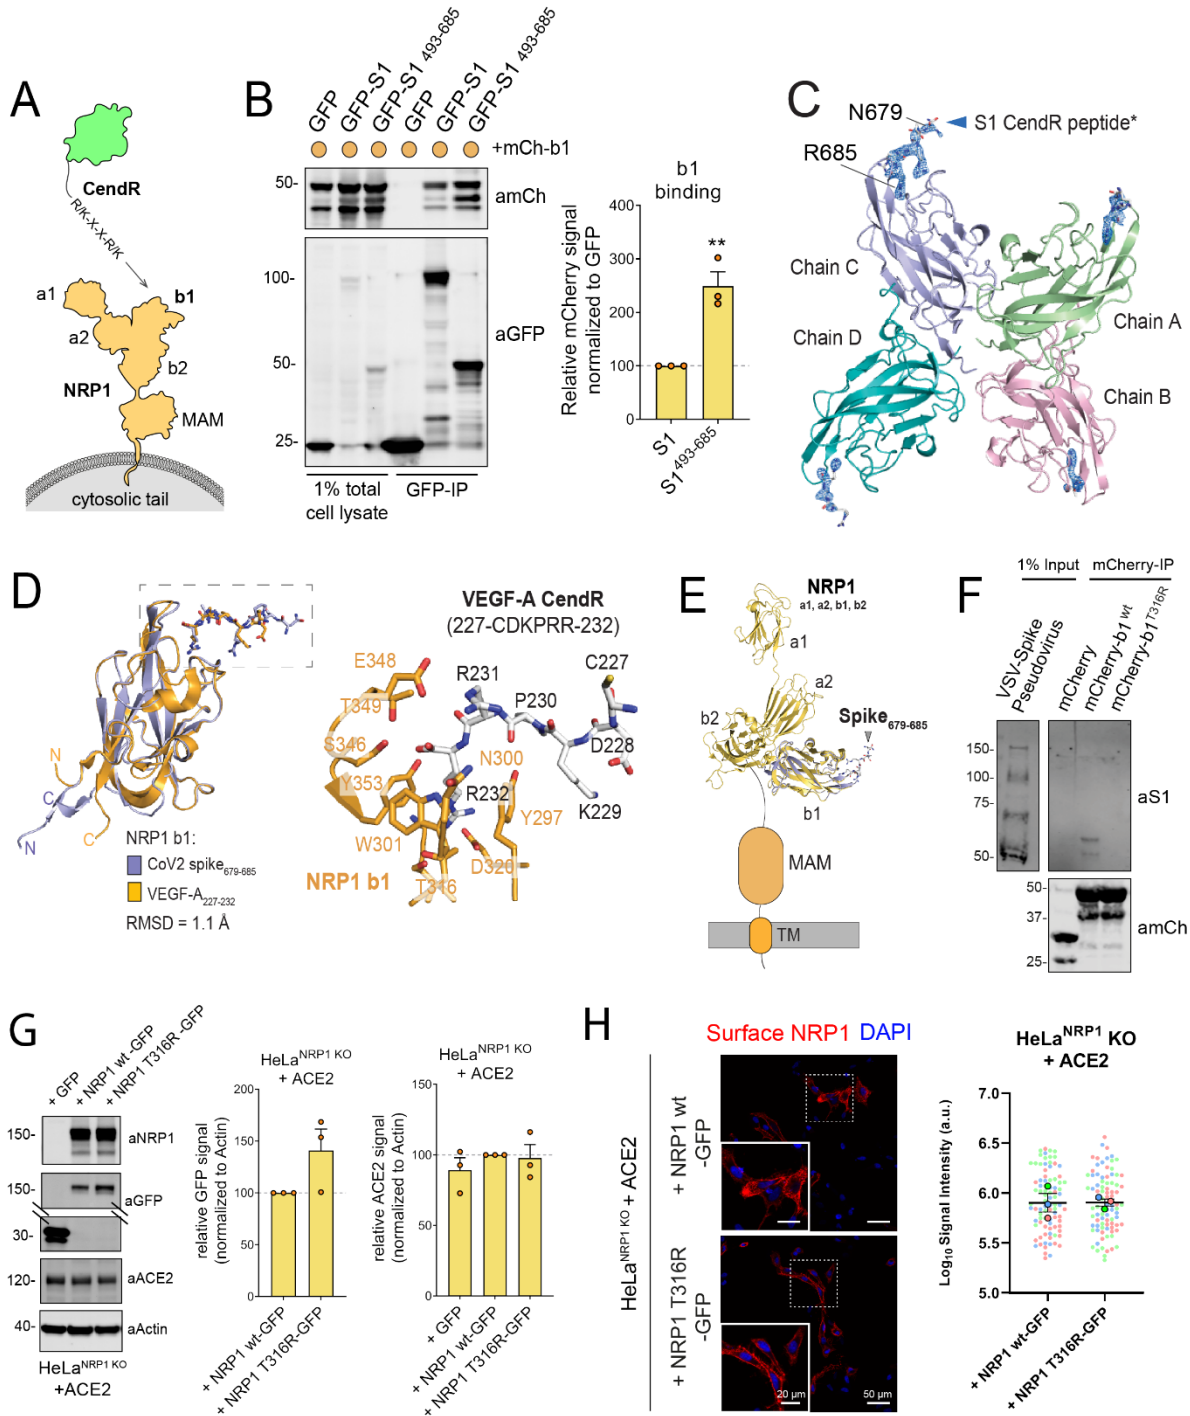 A
CendR
R/K-X-X-R/K
a1
b1
a2
b2
NRP1
MAM
cytosolic tail
B
GFP
GFP-S1
GFP-S1 493-685
GFP
GFP-S1
GFP-S1 493-685
+mCh-b1
50-
amCh
100-
50-
25-
aGFP
1% total
cell lysate
GFP-IP
b1
binding
Relative mCherry signal
normalized to GFP
400
300
200
100
0
**
S1
S1 493-685
C
N679
S1 CendR peptide*
R685
Chain C
Chain A
Chain D
Chain B
D
N
C
N
C
NRP1 b1:
CoV2 spike679-685
VEGF-A227-232
RMSD = 1.1 Å
VEGF-A CendR
(227-CDKPRR-232)
E348
R231
C227
T349
P230
S346
N300
D228
Y353
R232
K229
Y297
W301
D320
NRP1 b1
T316
E
NRP1
a1, a2, b1, b2
a1
a2
b2
Spike679-685
b1
MAM
TM
F
1% Input
mCherry-IP
VSV-Spike
Pseudovirus
mCherry
mCherry-b1 wt
mCherry-b1 T316R
150-
100-
75-
50-
aS1
50-
37-
25-
amCh
G
+ GFP
+ NRP1 wt-GFP
+ NRP1 T316R-GFP
150-
aNRP1
150-
aGFP
30-
120-
aACE2
40-
aActin
HeLa NRP1 KO
+ACE2
HeLa NRP1 KO
+ ACE2
relative GFP signal
(normalized to Actin)
200
150
100
50
0
+ NRP1 wt-GFP
+ NRP1 T316R-GFP
HeLa NRP1 KO
+ ACE2
relative ACE2 signal
(normalized to Actin)
150
100
50
0
+ GFP
+ NRP1 wt-GFP
+ NRP1 T316R-GFP
H
Surface NRP1 DAPI
HeLa NRP1 KO + ACE2
+ NRP1 wt
-GFP
+ NRP1 T316R
-GFP
20 µm
50 µm
HeLa NRP1 KO
+ ACE2
Log10 Signal Intensity (a.u.)
7.0
6.5
6.0
5.5
5.0
+ NRP1 wt-GFP
+ NRP1 T316R-GFP